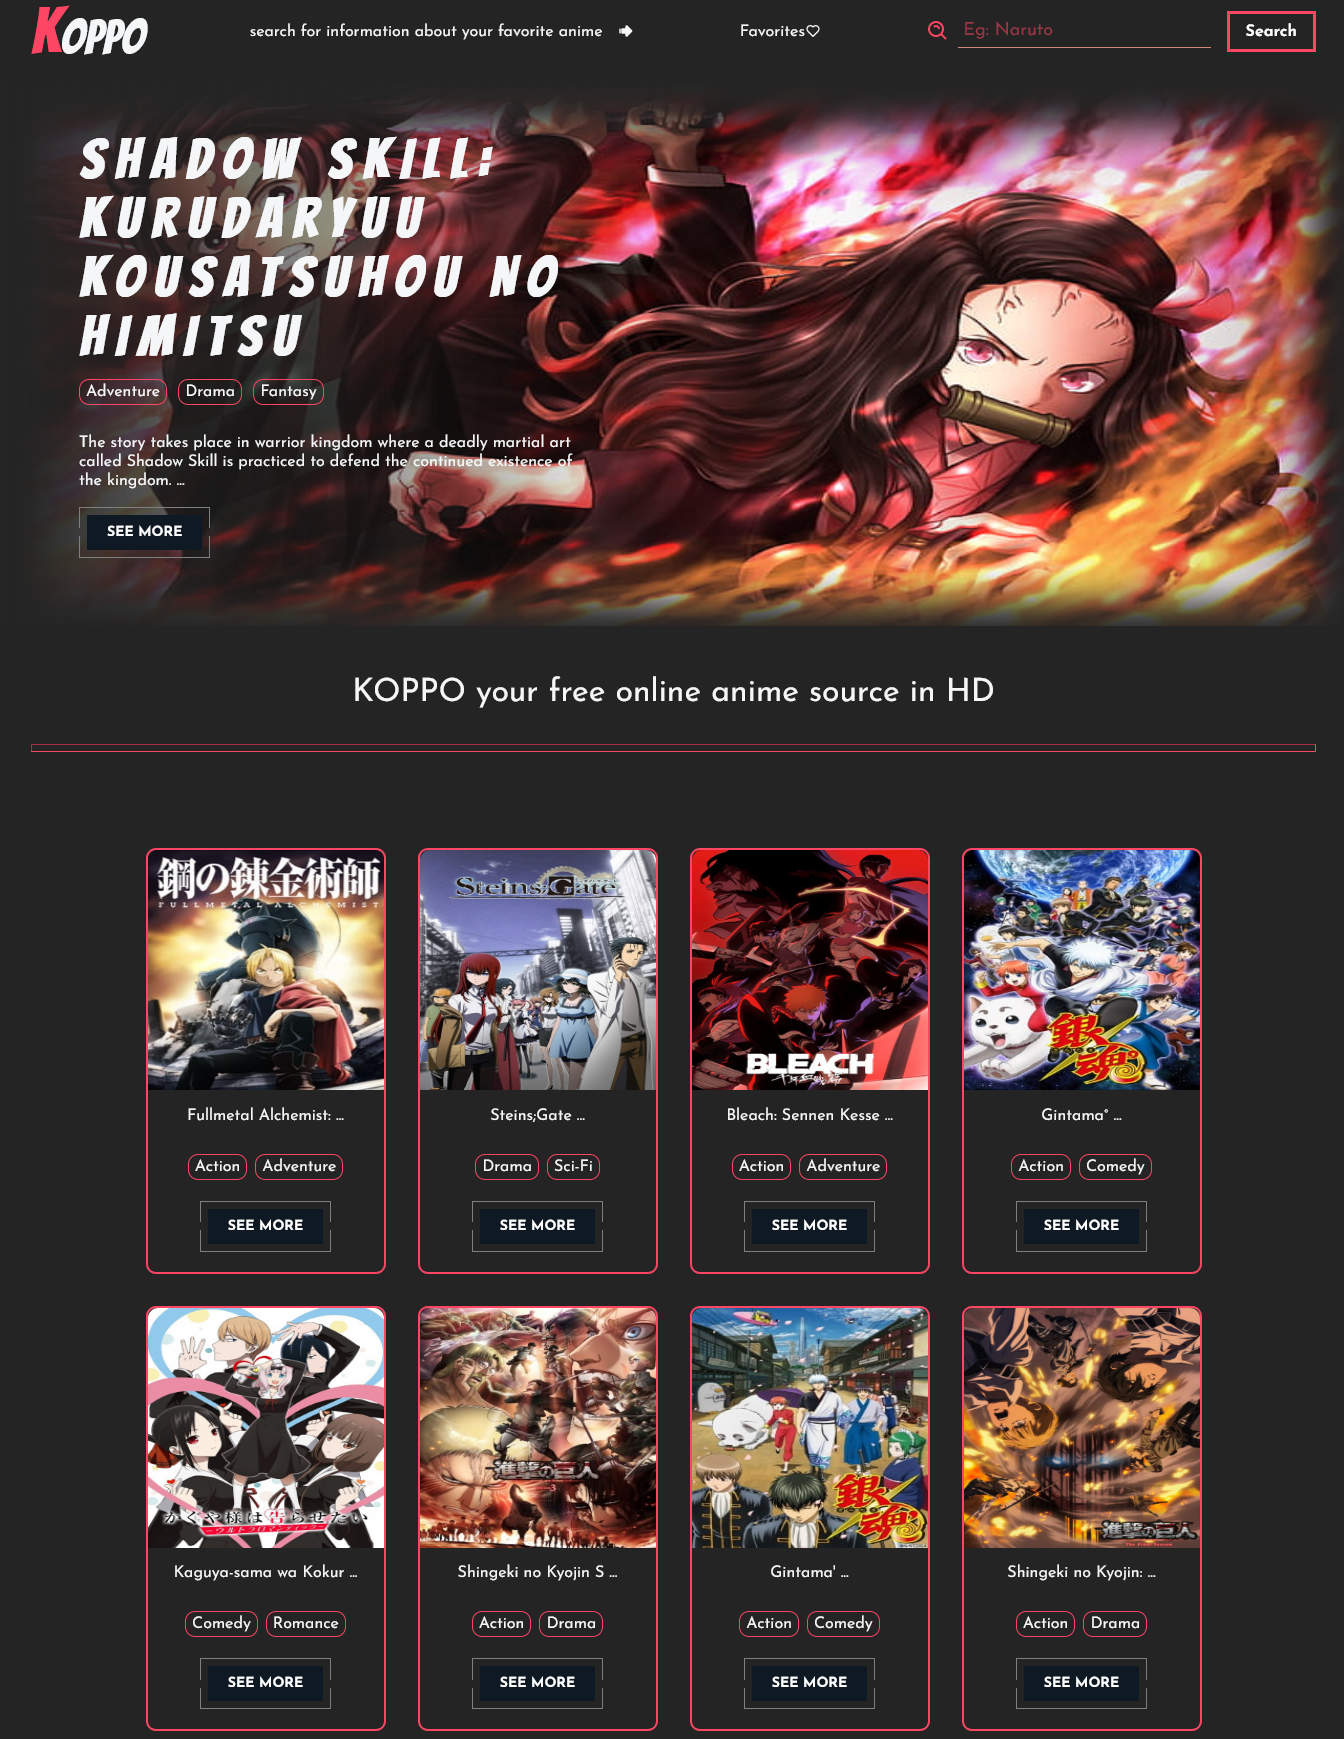 KOPPO
search for information about your favorite anime
Favorites
Eg: Naruto
Search
SHADOW SKILL:
KURUDARYUU
KOUSATSUHOU NO
HIMITSU
Adventure Drama Fantasy
The story takes place in warrior kingdom where a deadly martial art
called Shadow Skill is practiced to defend the continued existence of
the kingdom. ...
SEE MORE
KOPPO your free online anime source in HD
鋼の錬金術師
FULLMETAL ALCHEMIST
Fullmetal Alchemist: ...
Action Adventure
SEE MORE
Steins;Gate
Steins;Gate ...
Drama Sci-Fi
SEE MORE
BLEACH
Bleach: Sennen Kesse ...
Action Adventure
SEE MORE
銀魂
Gintama° ...
Action Comedy
SEE MORE
かぐや様は告らせたい
ウルトラロマンティック
Kaguya-sama wa Kokur ...
Comedy Romance
SEE MORE
進撃の巨人
Shingeki no Kyojin S ...
Action Drama
SEE MORE
銀魂
Gintama' ...
Action Comedy
SEE MORE
進撃の巨人
The Final Season
Shingeki no Kyojin: ...
Action Drama
SEE MORE